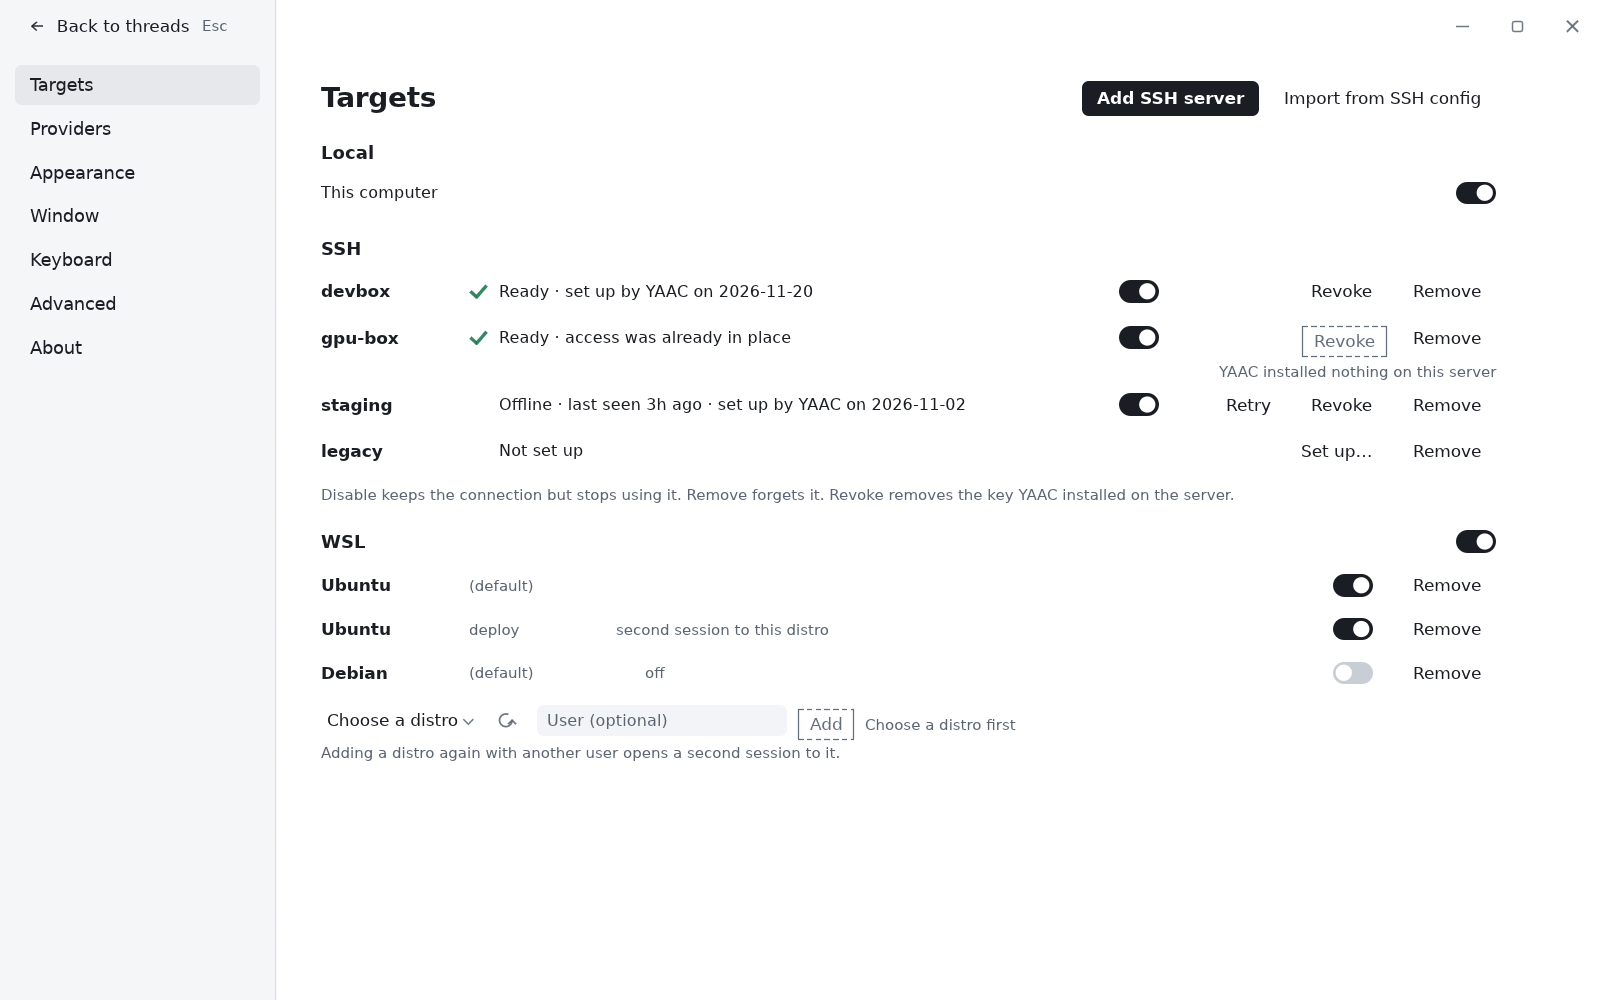 Back to threads Esc
Targets
Providers
Appearance
Window
Keyboard
Advanced
About
Targets
Add SSH server Import from SSH config
Local
This computer
SSH
devbox Ready · set up by YAAC on 2026-11-20 Revoke Remove
gpu-box Ready · access was already in place Revoke Remove
YAAC installed nothing on this server
staging Offline · last seen 3h ago · set up by YAAC on 2026-11-02 Retry Revoke Remove
legacy Not set up Set up... Remove
Disable keeps the connection but stops using it. Remove forgets it. Revoke removes the key YAAC installed on the server.
WSL
Ubuntu (default) Remove
Ubuntu deploy second session to this distro Remove
Debian (default) off Remove
Choose a distro User (optional) Add Choose a distro first
Adding a distro again with another user opens a second session to it.